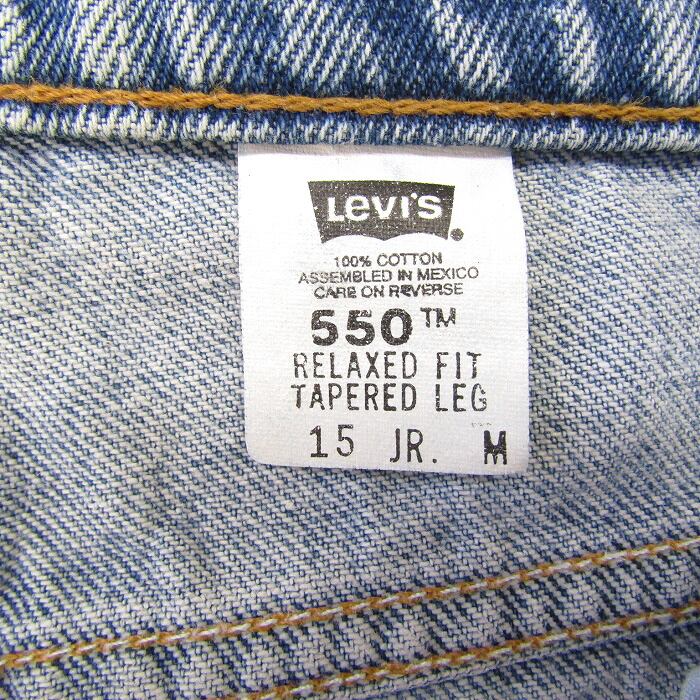 LEVI'S
100% COTTON
ASSEMBLED IN MEXICO
CARE ON REVERSE
550™
RELAXED FIT
TAPERED LEG
15 JR. M